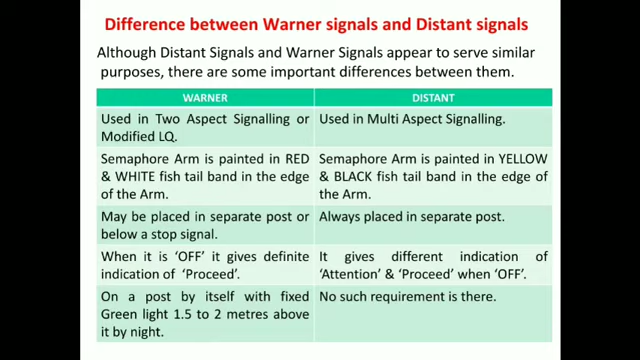 Difference between Warner signals and Distant signals
Although Distant Signals and Warner Signals appear to serve similar
purposes, there are some important differences between them.
WARNER
DISTANT
Used in Two Aspect Signalling or
Modified LQ.
Used in Multi Aspect Signalling.
Semaphore Arm is painted in RED
& WHITE fish tail band in the edge
of the Arm.
Semaphore Arm is painted in YELLOW
& BLACK fish tail band in the edge of
the Arm.
May be placed in separate post or
below a stop signal.
Always placed in separate post.
When it is 'OFF' it gives definite
indication of 'Proceed'.
It gives different indication of
'Attention' & 'Proceed' when 'OFF'.
On a post by itself with fixed
Green light 1.5 to 2 metres above
it by night.
No such requirement is there.